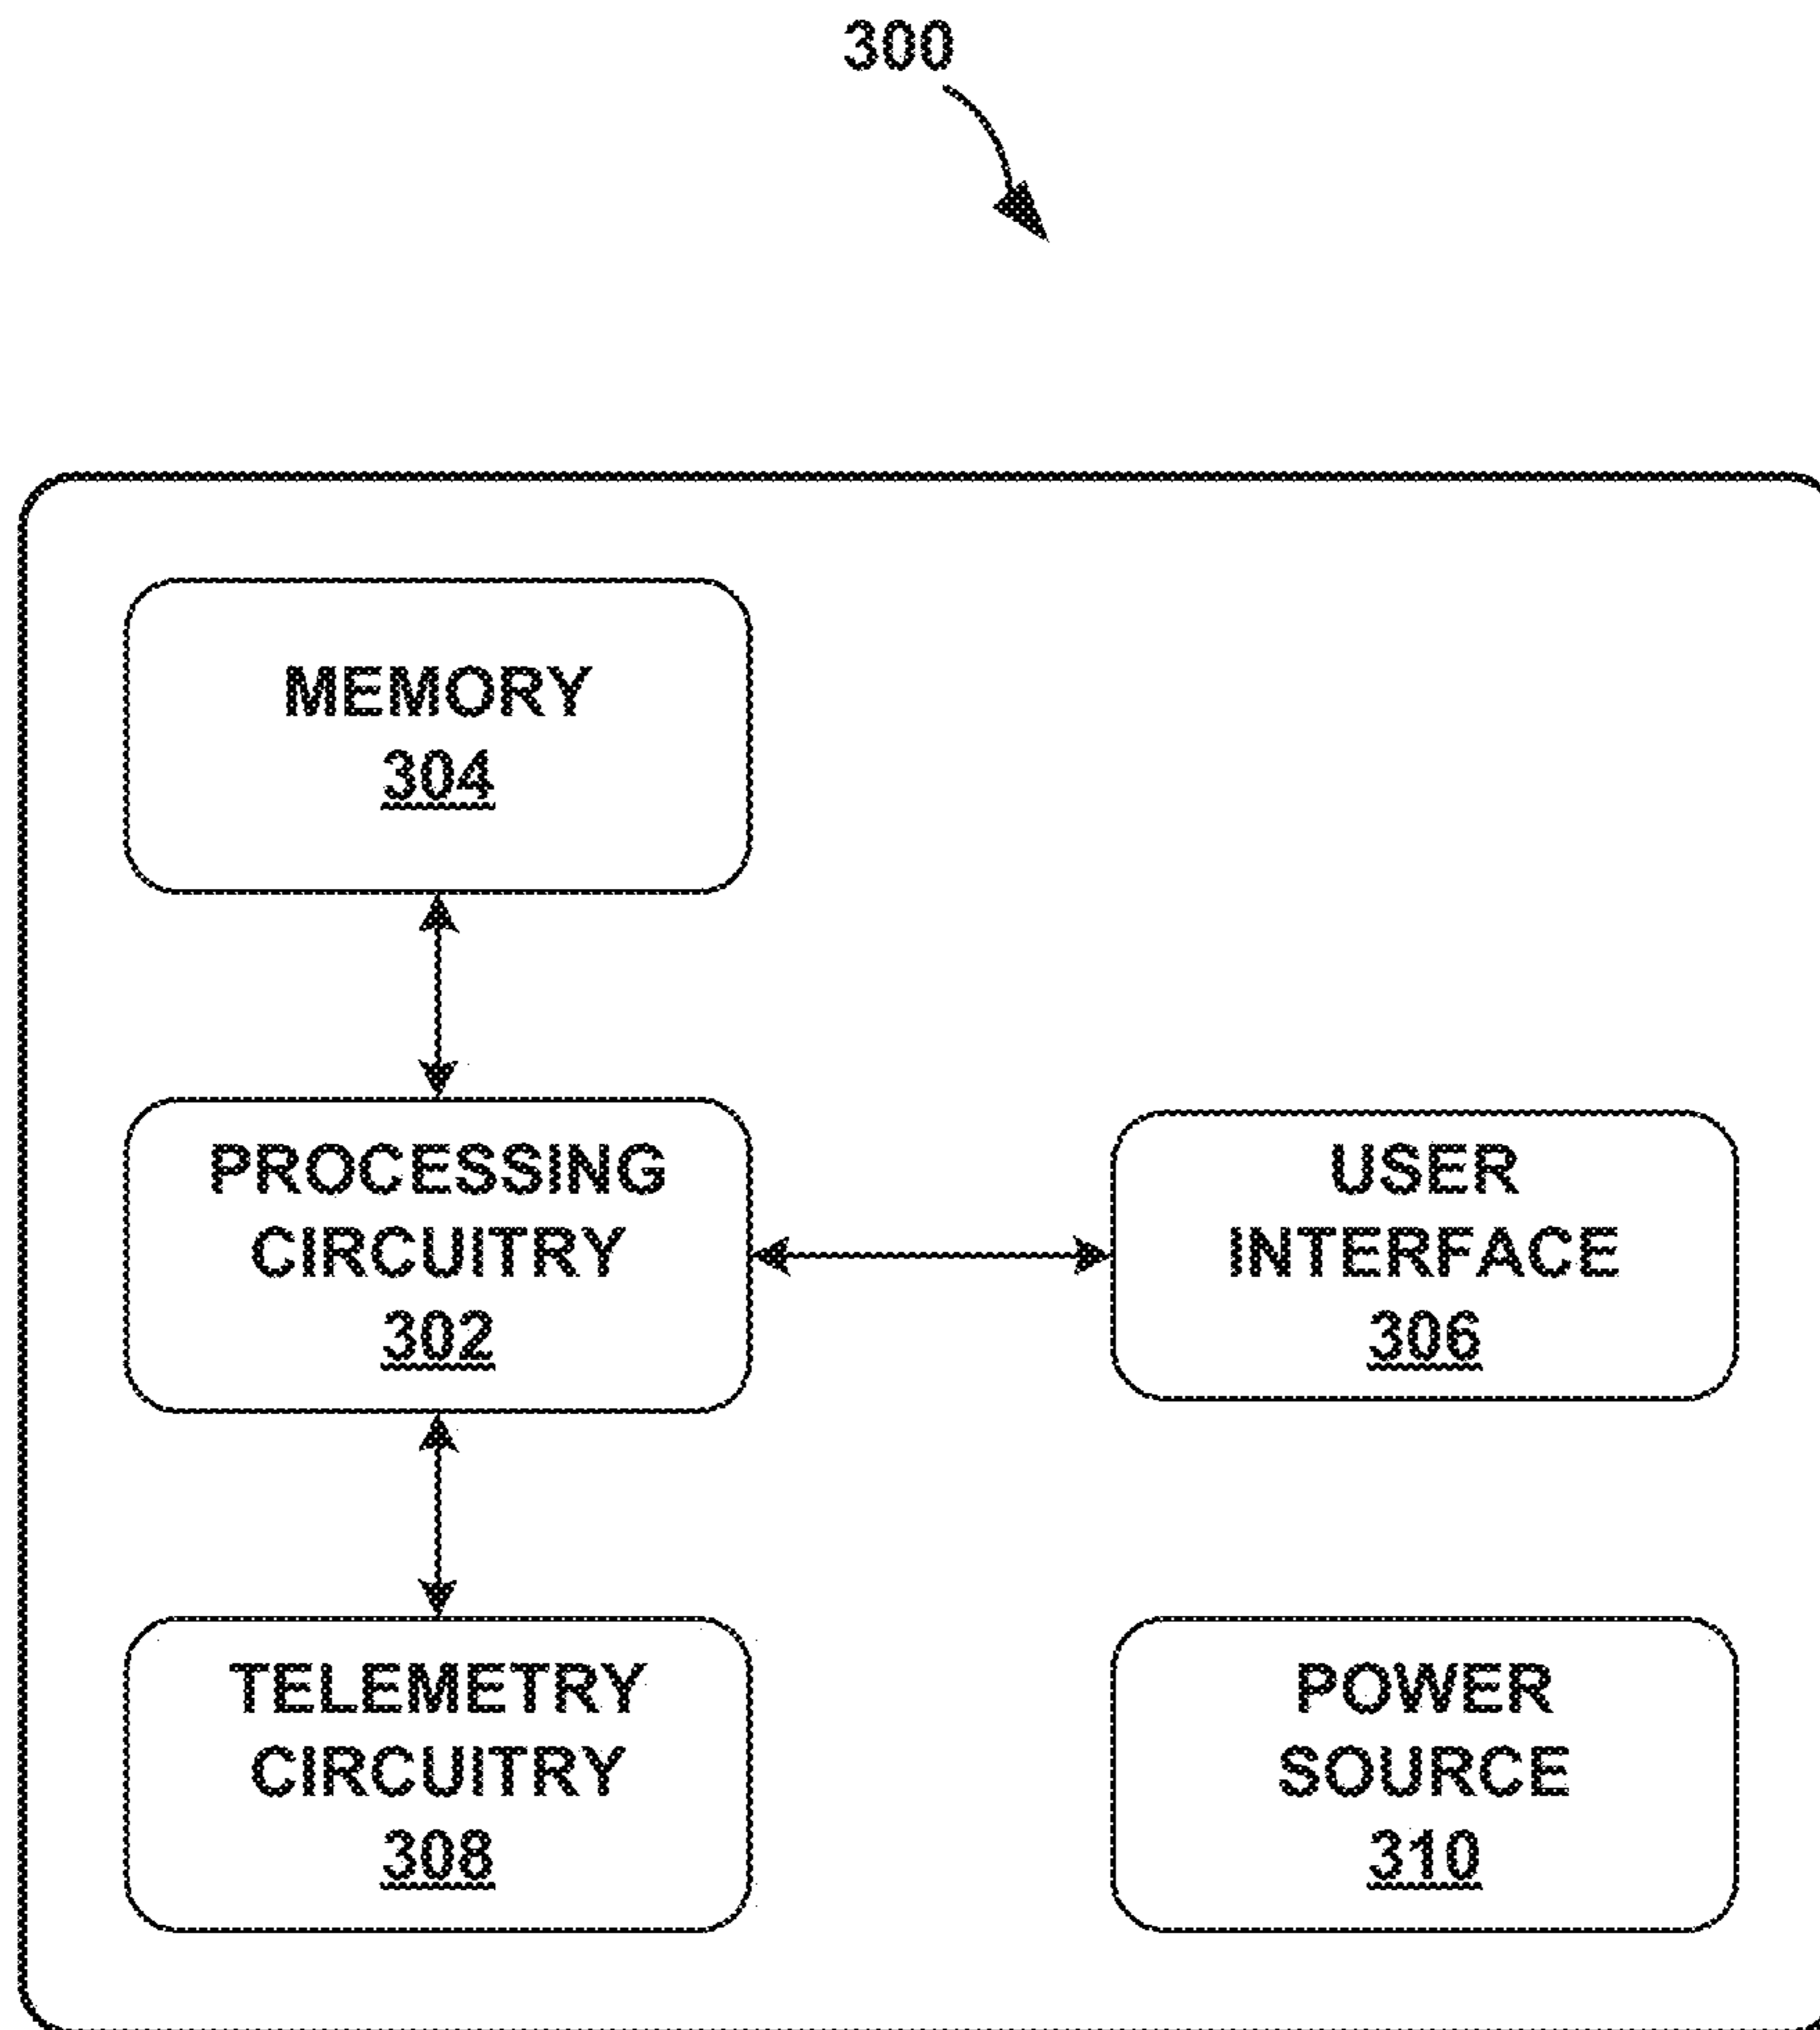 300
MEMORY
304
PROCESSING
CIRCUITRY
302
USER
INTERFACE
306
TELEMETRY
CIRCUITRY
308
POWER
SOURCE
310